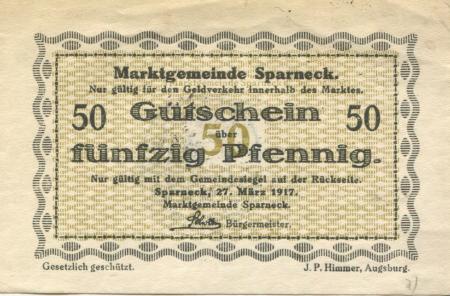 Marktgemeinde Sparneck.
Nur gültig für den Geldverkehr innerhalb des Marktes.
50 Gutschein 50
über
50
fünfzig Pfennig.
Nur gültig mit dem Gemeindesiegel auf der Rückseite.
Sparneck, 27. März 1917.
Marktgemeinde Sparneck.
Bürgermeister.
Gesetzlich geschützt. J. P. Himmer, Augsburg.